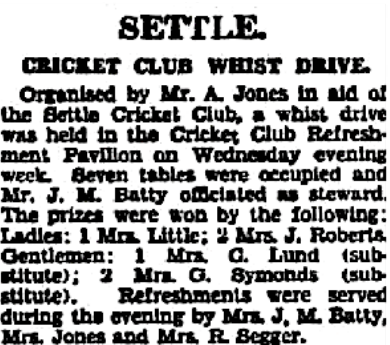 SETTLE.
CRICKET CLUB WHIST DRIVE.
Organised by Mr. A. Jones in aid of
the Settle Cricket Club, a whist drive
was held in the Cricket Club Refresh-
ment Pavilion on Wednesday evening
week. Seven tables were occupied and
Mr. J. M. Batty officiated as steward.
The prizes were won by the following:
Ladies: 1 Mrs. Little; 2 Mrs. J. Roberts.
Gentlemen: 1 Mrs. C. Lund (sub-
stitute); 2 Mrs. G. Symonds (sub-
stitute). Refreshments were served
during the evening by Mrs. J. M. Batty,
Mrs. Jones and Mrs. R. Segger.